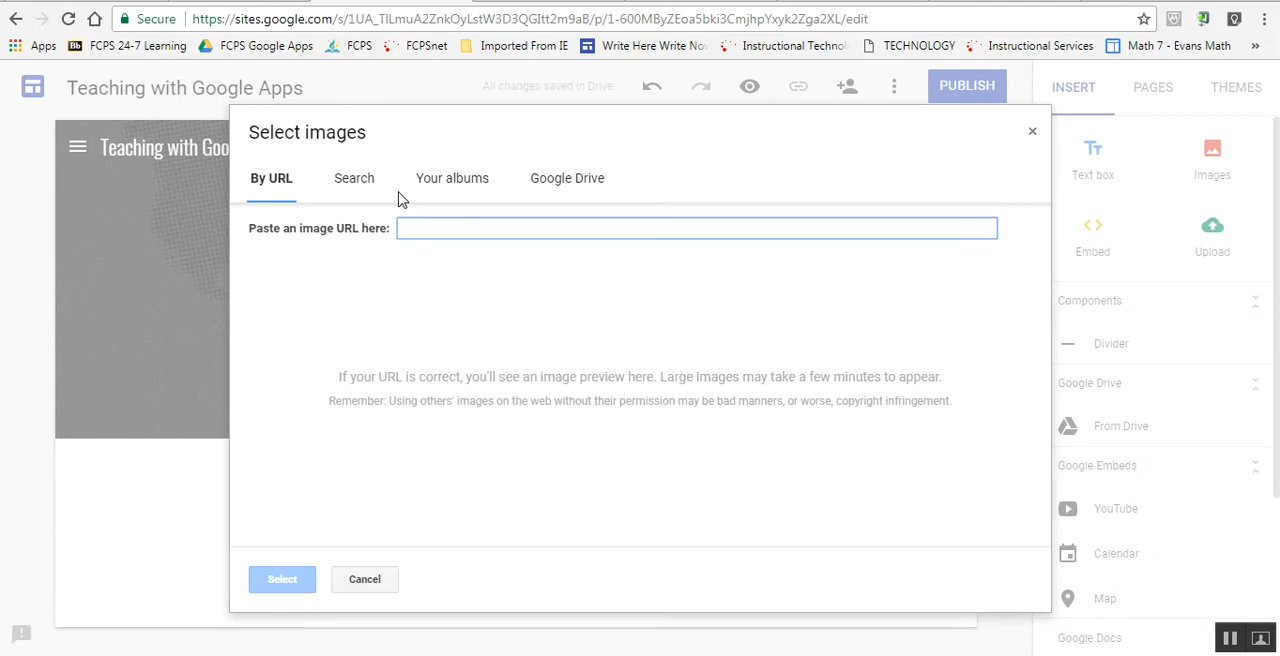 Secure https://sites.google.com/s/1UA_TlLmuA2ZnkOyLstW3D3QGItt2m9aB/p/1-600MByZEoa5bki3CmjhpYxyk2Zga2XL/edit
Apps Bb FCPS 24-7 Learning FCPS Google Apps FCPS FCPSnet Imported From IE Write Here Write No Instructional Techno TECHNOLOGY Instructional Services Math 7 - Evans Math »
Teaching with Google Apps All changes saved in Drive PUBLISH INSERT PAGES THEMES
Select images
Teaching with Goo
By URL Search Your albums Google Drive
Tt Text box Images
Paste an image URL here:
Embed Upload
Components
Divider
If your URL is correct, you'll see an image preview here. Large images may take a few minutes to appear.
Google Drive
Remember: Using others' images on the web without their permission may be bad manners, or worse, copyright infringement.
From Drive
Google Embeds
YouTube
Calendar
Select Cancel
Map
Google Docs